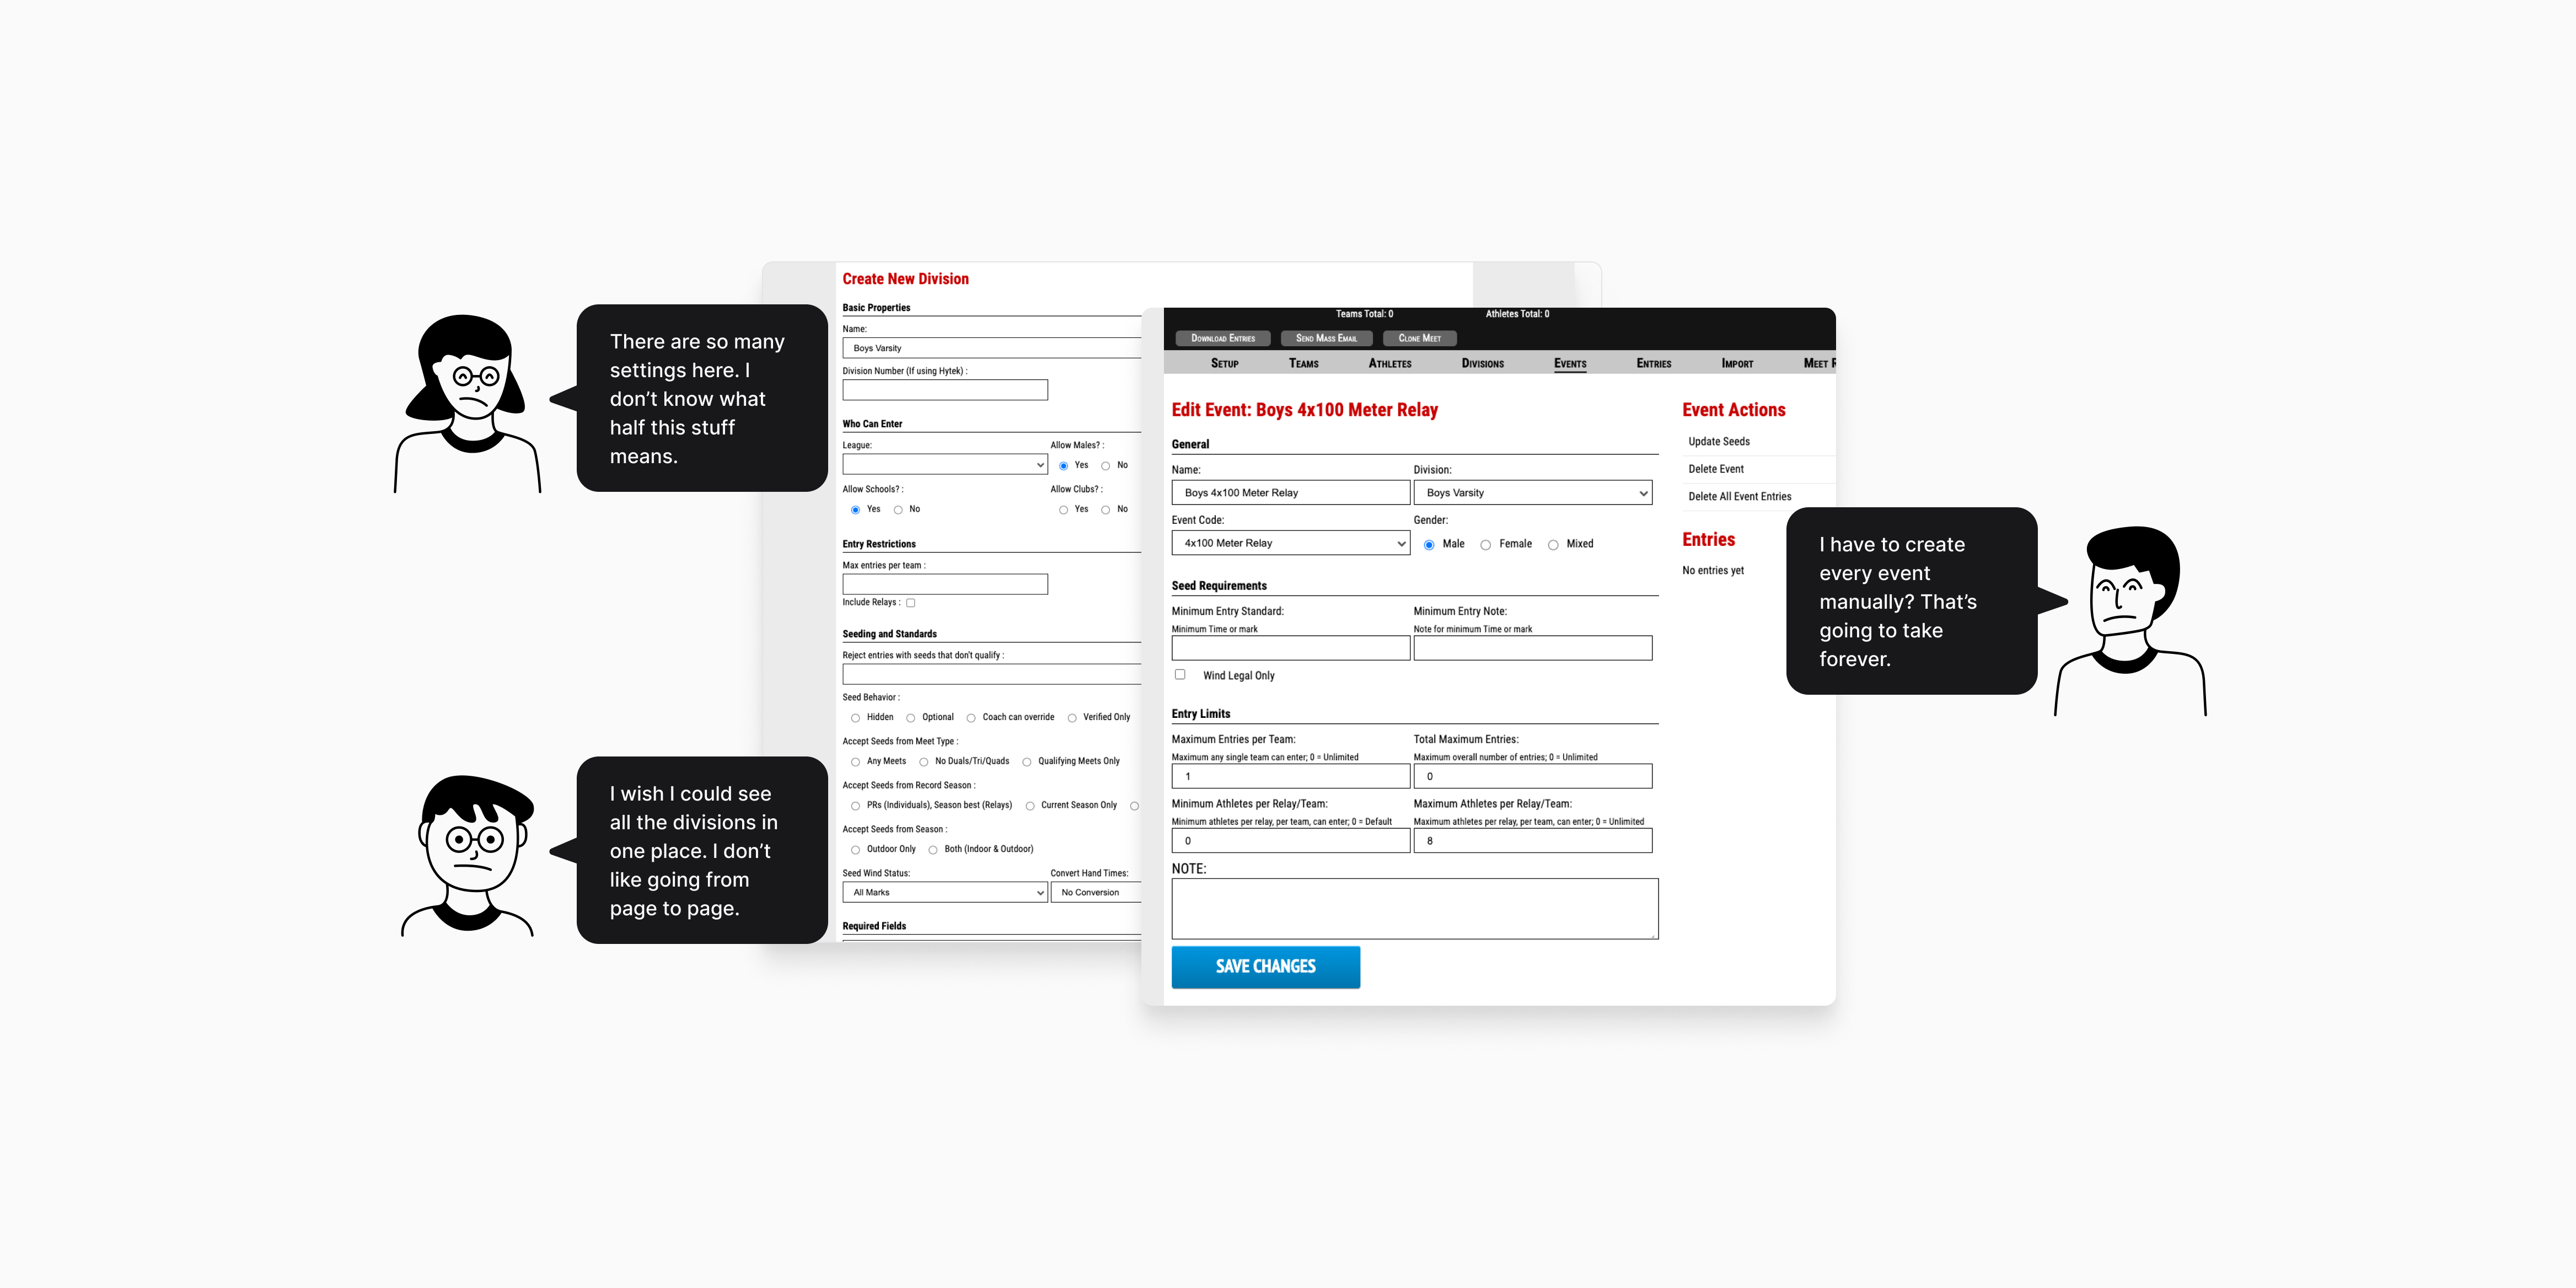 There are so many
settings here. I
don’t know what
half this stuff
means.
I wish I could see
all the divisions in
one place. I don’t
like going from
page to page.
Create New Division
Basic Properties
Name:
Boys Varsity
Division Number (If using Hytek) :
Who Can Enter
League: Allow Males? :
Yes No
Allow Schools? : Allow Clubs? :
Yes No Yes No
Entry Restrictions
Max entries per team :
Include Relays :
Seeding and Standards
Reject entries with seeds that don't qualify :
Seed Behavior :
Hidden Optional Coach can override Verified Only
Accept Seeds from Meet Type :
Any Meets No Duals/Tri/Quads Qualifying Meets Only
Accept Seeds from Record Season :
PRs (Individuals), Season best (Relays) Current Season Only
Accept Seeds from Season :
Outdoor Only Both (Indoor & Outdoor)
Seed Wind Status: Convert Hand Times:
All Marks No Conversion
Required Fields
Teams Total: 0 Athletes Total: 0
Download Entries Send Mass Email Clone Meet
Setup Teams Athletes Divisions Events Entries Import Meet R
Edit Event: Boys 4x100 Meter Relay
General
Name: Division:
Boys 4x100 Meter Relay Boys Varsity
Event Code: Gender:
4x100 Meter Relay Male Female Mixed
Seed Requirements
Minimum Entry Standard: Minimum Entry Note:
Minimum Time or mark Note for minimum Time or mark
Wind Legal Only
Entry Limits
Maximum Entries per Team: Total Maximum Entries:
Maximum any single team can enter; 0 = Unlimited Maximum overall number of entries; 0 = Unlimited
1 0
Minimum Athletes per Relay/Team: Maximum Athletes per Relay/Team:
Minimum athletes per relay, per team, can enter; 0 = Default Maximum athletes per relay, per team, can enter; 0 = Unlimited
0 8
NOTE:
SAVE CHANGES
Event Actions
Update Seeds
Delete Event
Delete All Event Entries
Entries
No entries yet
I have to create
every event
manually? That’s
going to take
forever.